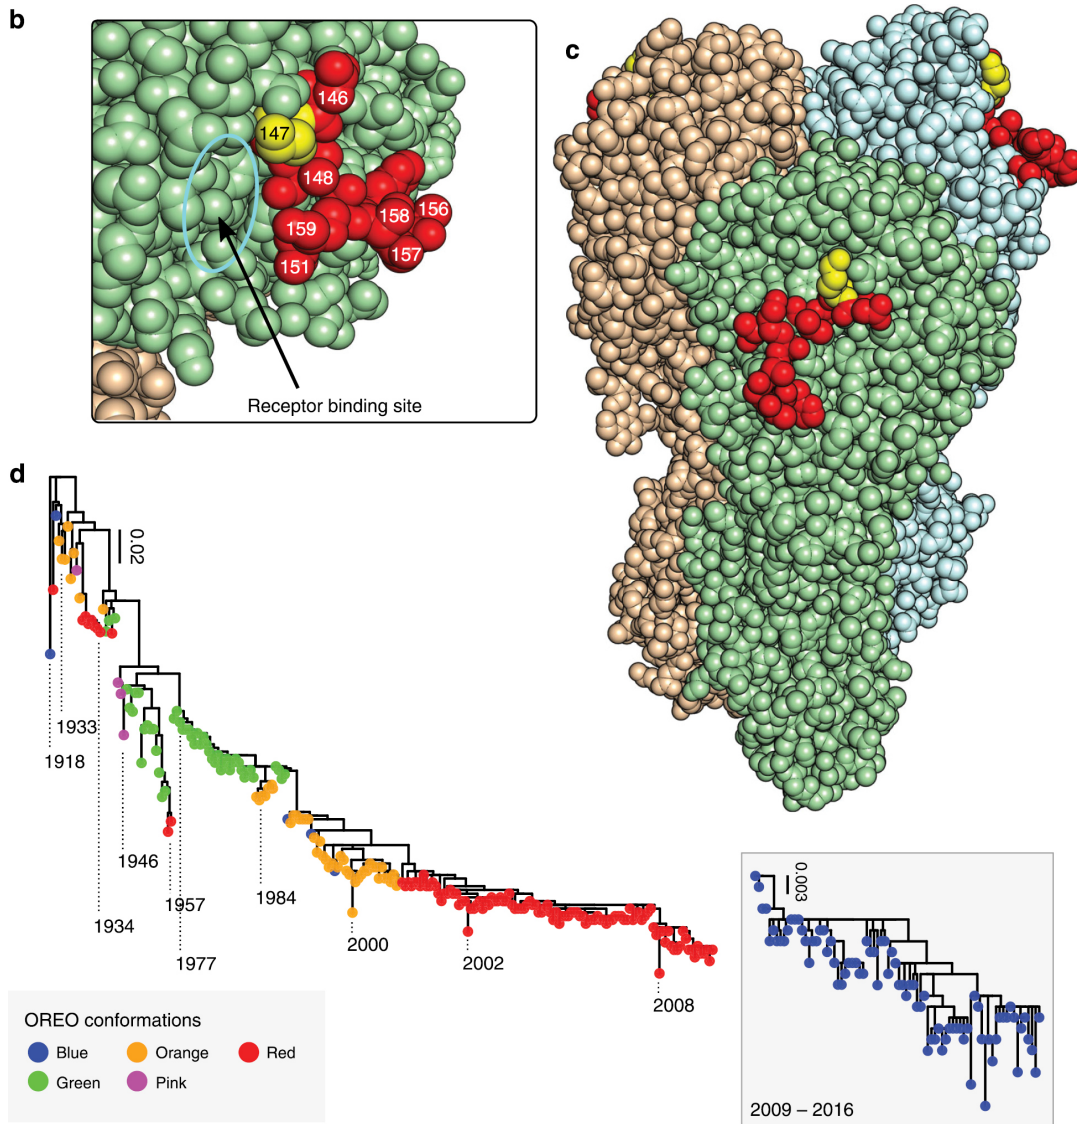 b
146
147
148
159
158
156
157
151
Receptor binding site
c
d
0.02
1933
1918
1946
1957
1934
1977
1984
2000
2002
2008
OREO conformations
Blue
Orange
Red
Green
Pink
0.003
2009 – 2016